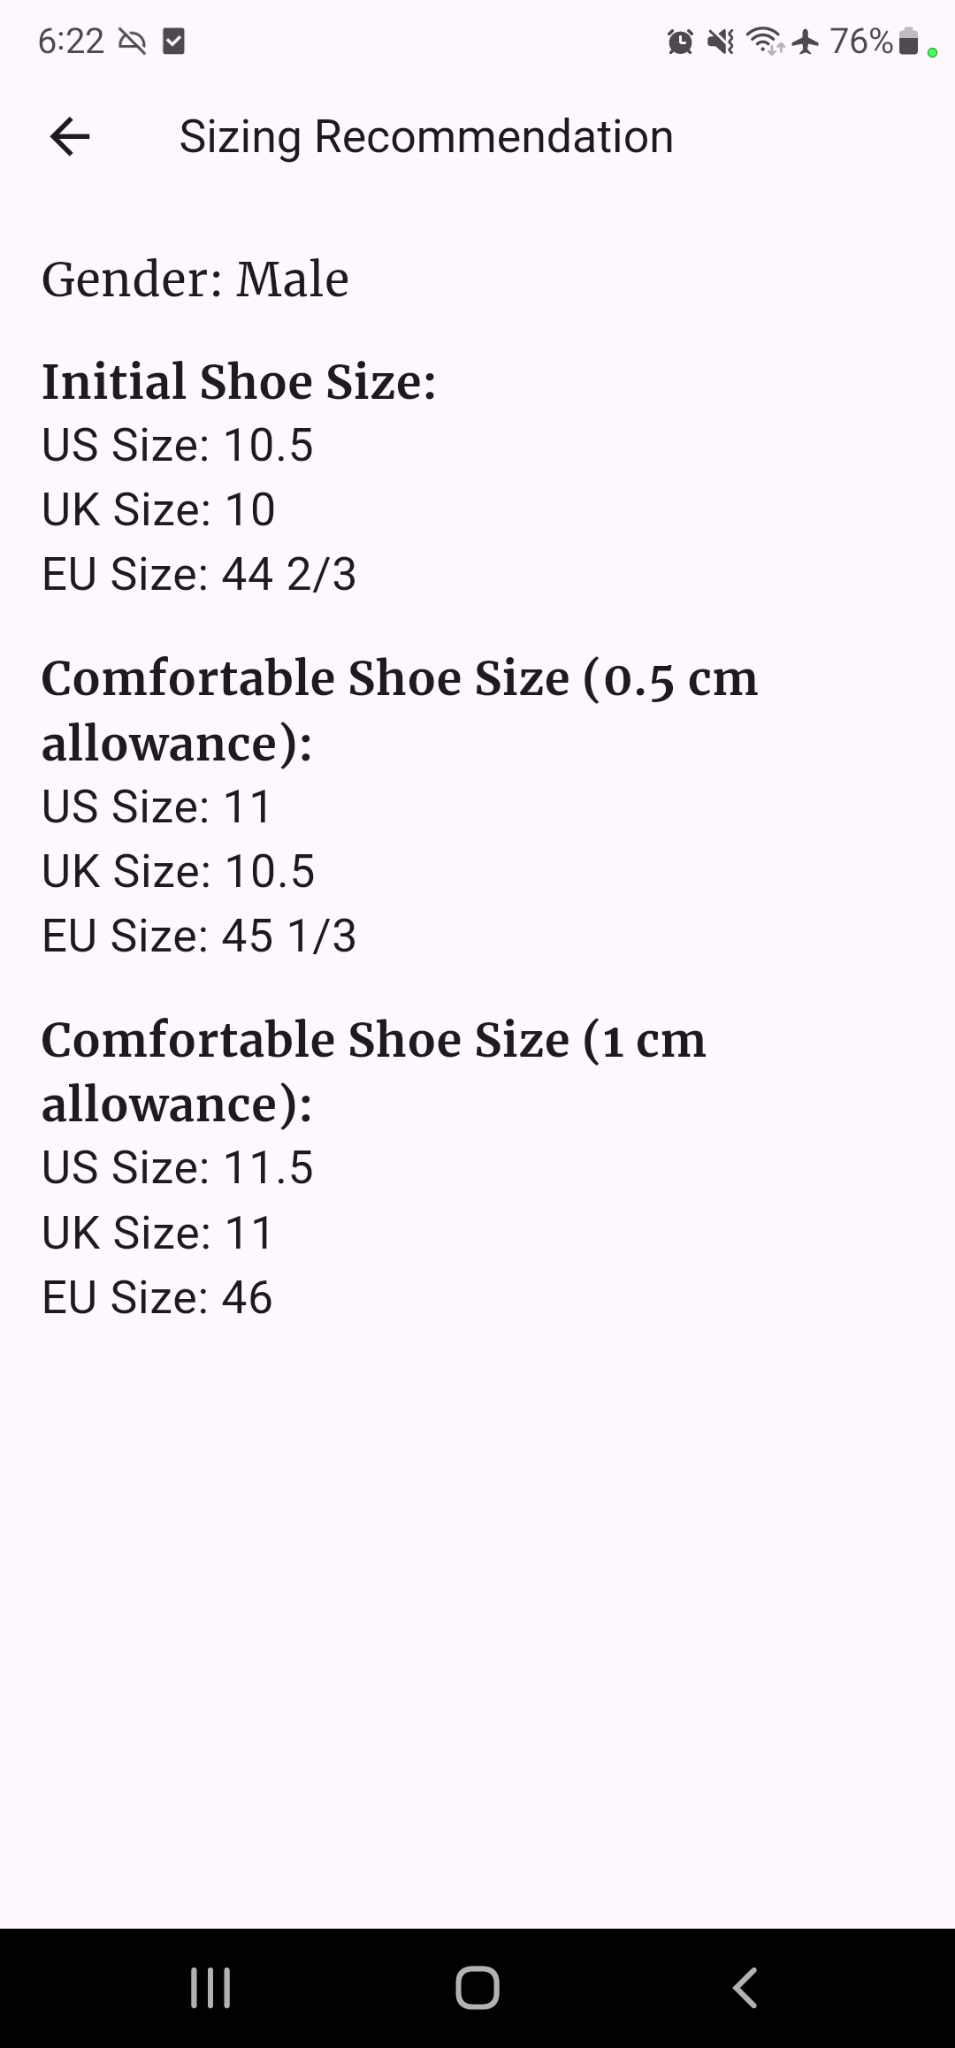 6:22
76%
Sizing Recommendation
Gender: Male
Initial Shoe Size:
US Size: 10.5
UK Size: 10
EU Size: 44 2/3
Comfortable Shoe Size (0.5 cm
allowance):
US Size: 11
UK Size: 10.5
EU Size: 45 1/3
Comfortable Shoe Size (1 cm
allowance):
US Size: 11.5
UK Size: 11
EU Size: 46